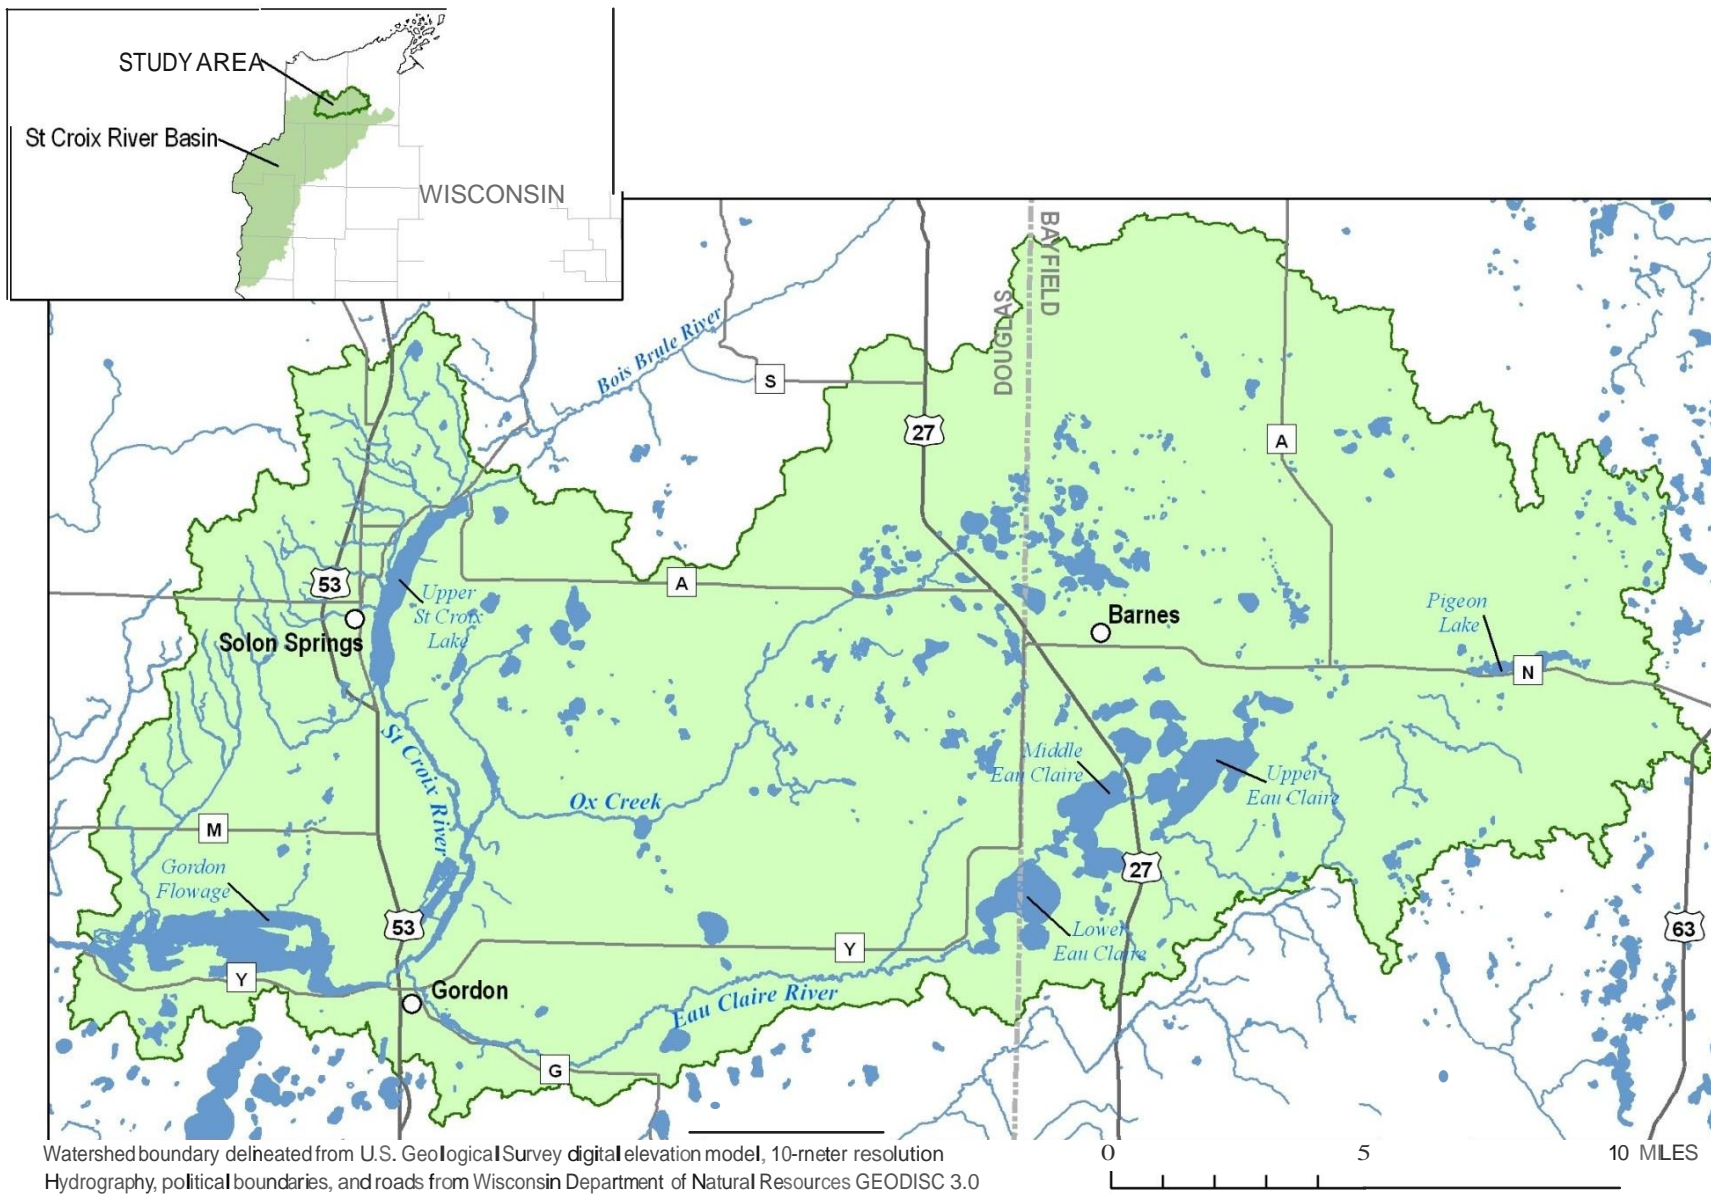 STUDY AREA
St Croix River Basin
WISCONSIN
BAYFIELD
DOUGLAS
Bois Brule River
S
27
A
53
Upper
St Croix
Lake
A
Solon Springs
Barnes
Pigeon
Lake
N
St Croix River
Middle
Eau Claire
Upper
Eau Claire
Ox Creek
M
Gordon
Flowage
27
53
Lower
Eau Claire
63
Y
Y
Gordon
Eau Claire River
G
Watershed boundary delineated from U.S. Geological Survey digital elevation model, 10-rneter resolution
Hydrography, political boundaries, and roads from Wisconsin Department of Natural Resources GEODISC 3.0
0 5 10 MILES